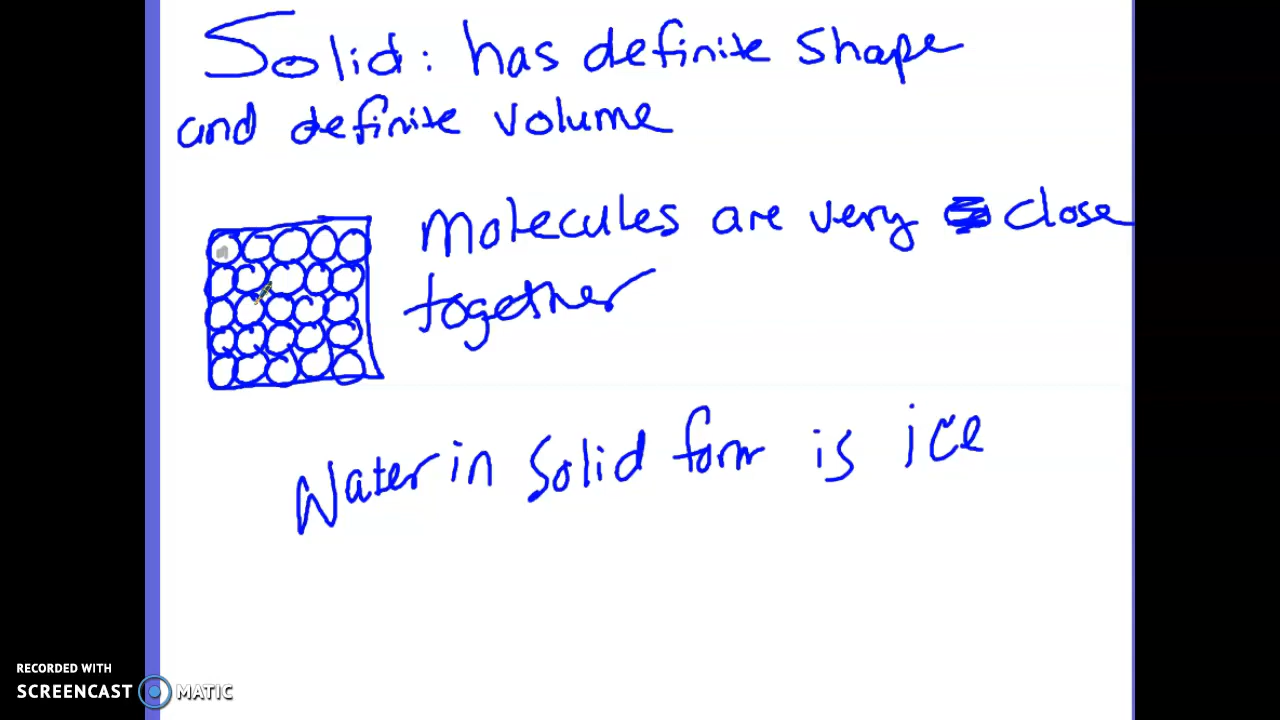 Solid: has definite shape
and definite volume
Molecules are very close
together
Water in solid form is ice
RECORDED WITH
SCREENCAST MATIC